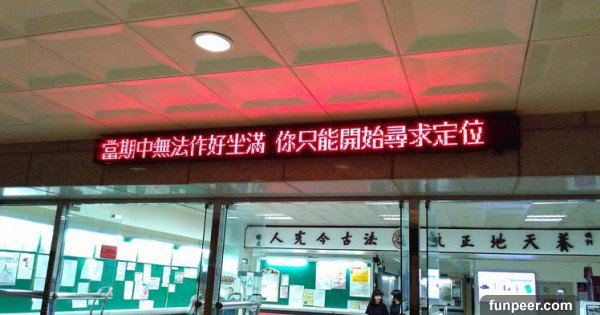 當期中無法作好坐滿 你只能開始尋求定位
養天地正
法古今完人
funpeer.com